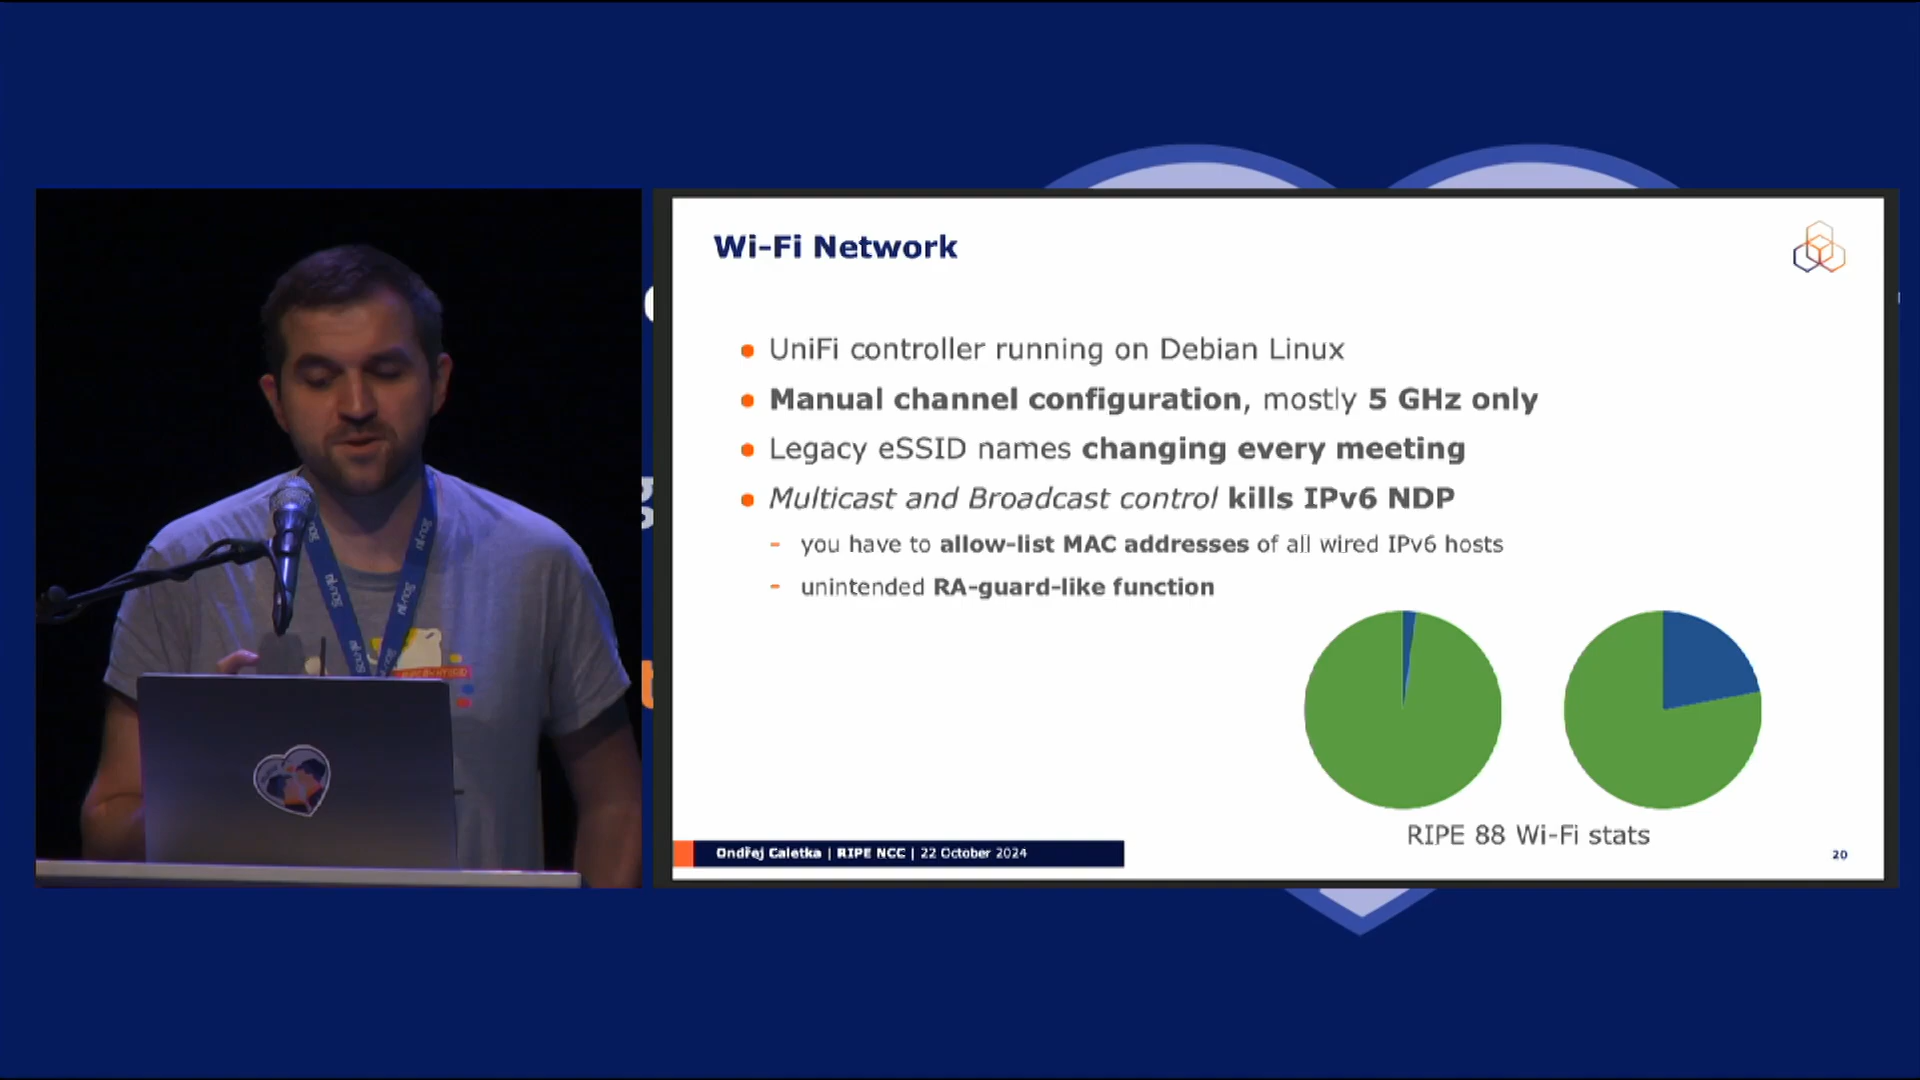 Wi-Fi Network
UniFi controller running on Debian Linux
Manual channel configuration, mostly 5 GHz only
Legacy eSSID names changing every meeting
Multicast and Broadcast control kills IPv6 NDP
- you have to allow-list MAC addresses of all wired IPv6 hosts
- unintended RA-guard-like function
RIPE 88 Wi-Fi stats
Ondřej Caletka | RIPE NCC | 22 October 2024
20